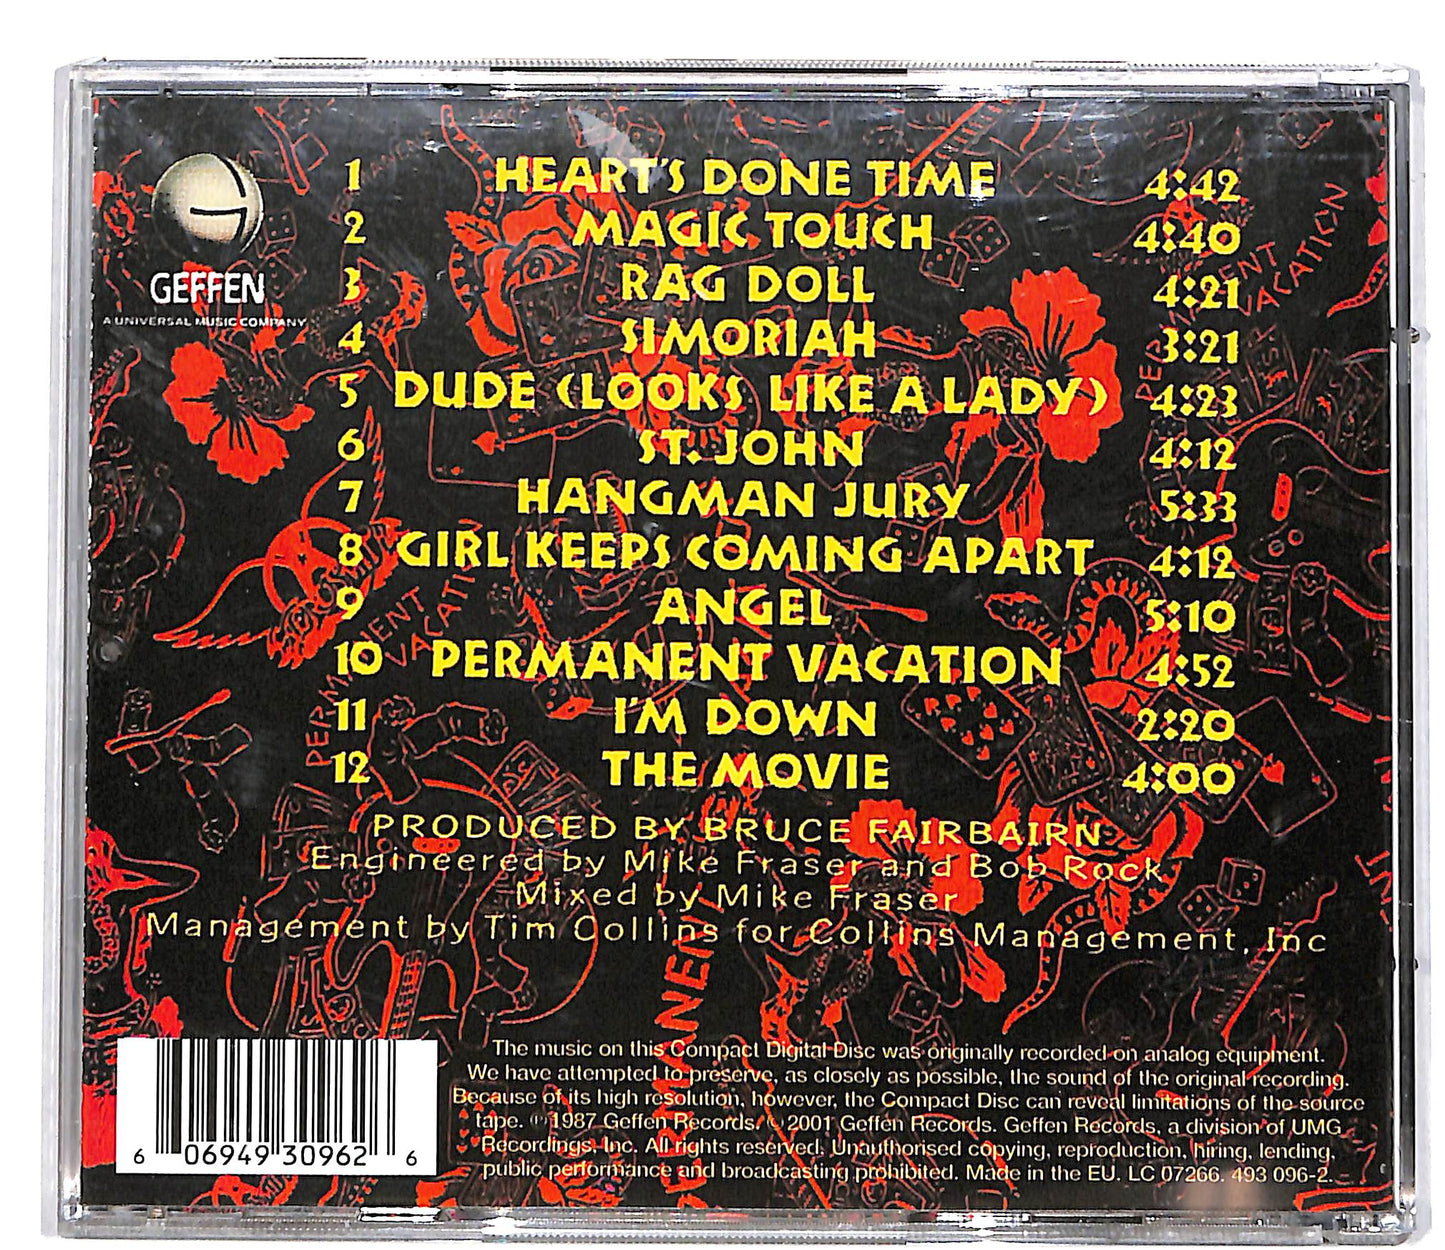 GEFFEN
A UNIVERSAL MUSIC COMPANY
1 HEART'S DONE TIME 4:42
2 MAGIC TOUCH 4:40
3 RAG DOLL 4:21
4 SIMORIAH 3:21
5 DUDE (LOOKS LIKE A LADY) 4:23
6 ST. JOHN 4:12
7 HANGMAN JURY 5:33
8 GIRL KEEPS COMING APART 4:12
9 ANGEL 5:10
10 PERMANENT VACATION 4:52
11 I'M DOWN 2:20
12 THE MOVIE 4:00
PRODUCED BY BRUCE FAIRBAIRN
Engineered by Mike Fraser and Bob Rock
Mixed by Mike Fraser
Management by Tim Collins for Collins Management, Inc
The music on this Compact Digital Disc was originally recorded on analog equipment.
We have attempted to preserve, as closely as possible, the sound of the original recording.
Because of its high resolution, however, the Compact Disc can reveal limitations of the source
tape. ℗1987 Geffen Records/ ©2001 Geffen Records. Geffen Records, a division of UMG
Recordings, Inc. All rights reserved. Unauthorised copying, reproduction, hiring, lending,
public performance and broadcasting prohibited. Made in the EU. LC 07266. 493 096-2.
6 06949 30962 6
PERMANENT
VACATION